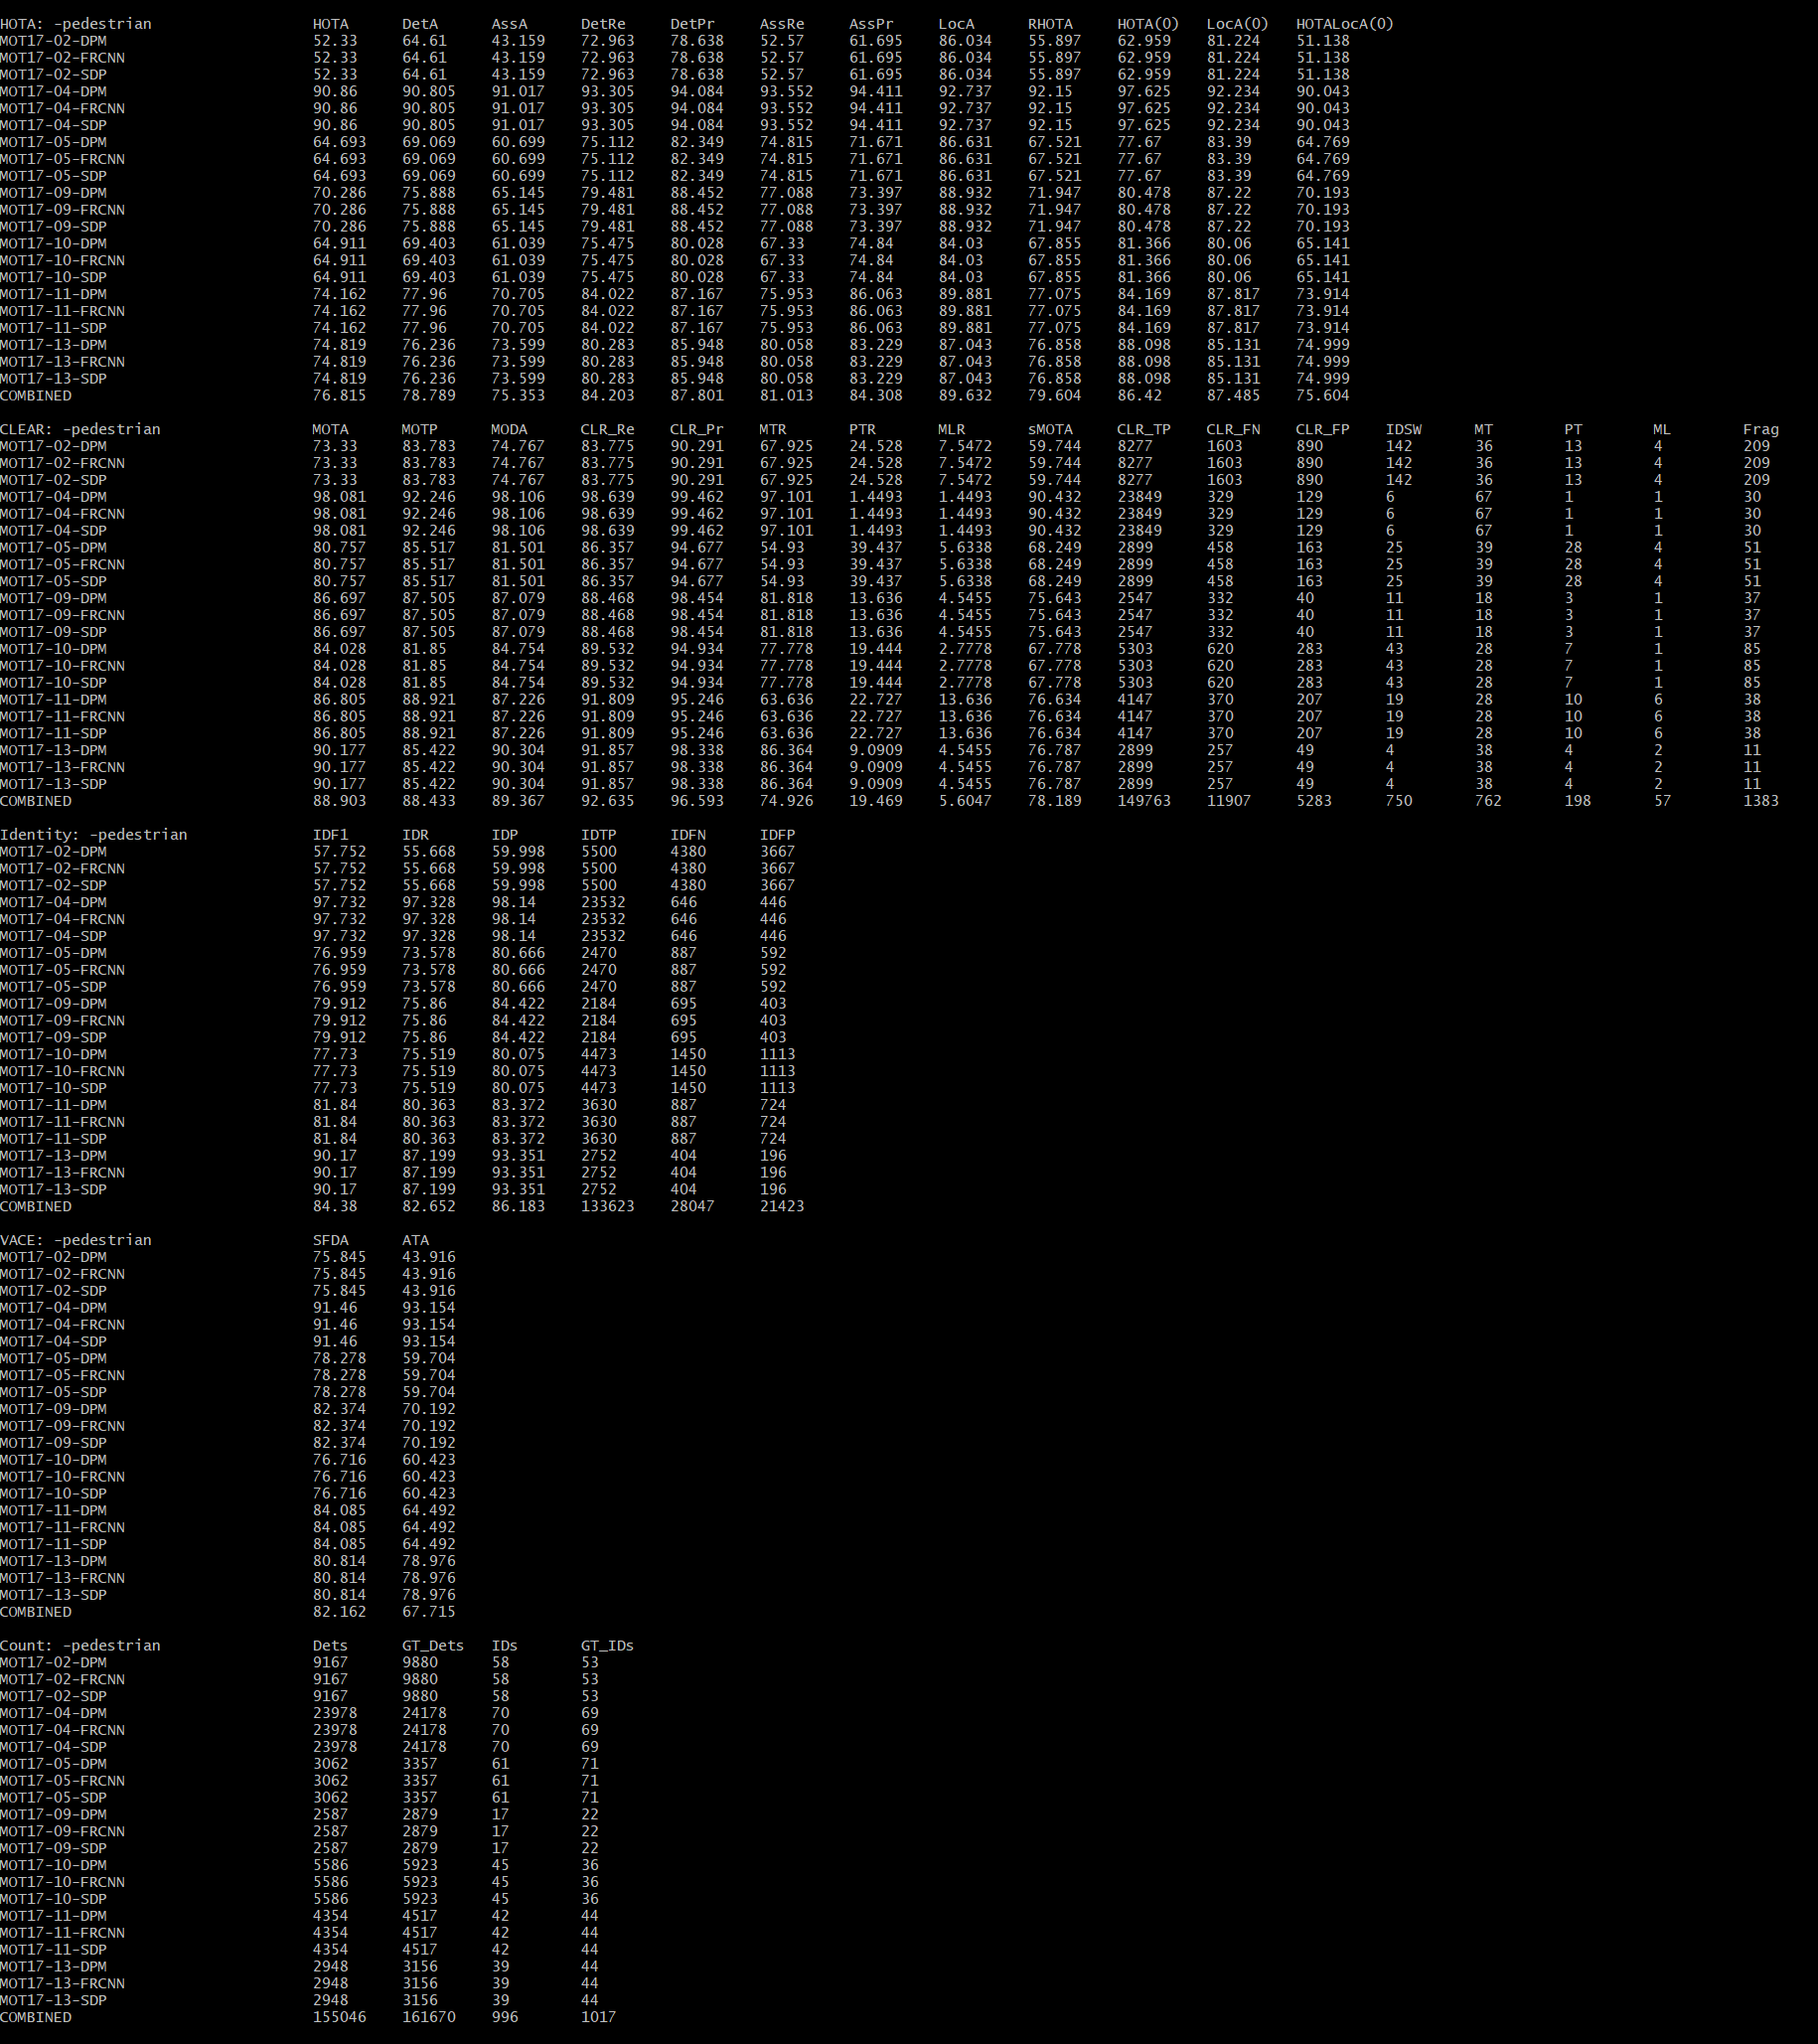 HOTA: -pedestrian HOTA DetA AssA DetRe DetPr AssRe AssPr LocA RHOTA HOTA(0) LocA(0) HOTALocA(0)
MOT17-02-DPM 52.33 64.61 43.159 72.963 78.638 52.57 61.695 86.034 55.897 62.959 81.224 51.138
MOT17-02-FRCNN 52.33 64.61 43.159 72.963 78.638 52.57 61.695 86.034 55.897 62.959 81.224 51.138
MOT17-02-SDP 52.33 64.61 43.159 72.963 78.638 52.57 61.695 86.034 55.897 62.959 81.224 51.138
MOT17-04-DPM 90.86 90.805 91.017 93.305 94.084 93.552 94.411 92.737 92.15 97.625 92.234 90.043
MOT17-04-FRCNN 90.86 90.805 91.017 93.305 94.084 93.552 94.411 92.737 92.15 97.625 92.234 90.043
MOT17-04-SDP 90.86 90.805 91.017 93.305 94.084 93.552 94.411 92.737 92.15 97.625 92.234 90.043
MOT17-05-DPM 64.693 69.069 60.699 75.112 82.349 74.815 71.671 86.631 67.521 77.67 83.39 64.769
MOT17-05-FRCNN 64.693 69.069 60.699 75.112 82.349 74.815 71.671 86.631 67.521 77.67 83.39 64.769
MOT17-05-SDP 64.693 69.069 60.699 75.112 82.349 74.815 71.671 86.631 67.521 77.67 83.39 64.769
MOT17-09-DPM 70.286 75.888 65.145 79.481 88.452 77.088 73.397 88.932 71.947 80.478 87.22 70.193
MOT17-09-FRCNN 70.286 75.888 65.145 79.481 88.452 77.088 73.397 88.932 71.947 80.478 87.22 70.193
MOT17-09-SDP 70.286 75.888 65.145 79.481 88.452 77.088 73.397 88.932 71.947 80.478 87.22 70.193
MOT17-10-DPM 64.911 69.403 61.039 75.475 80.028 67.33 74.84 84.03 67.855 81.366 80.06 65.141
MOT17-10-FRCNN 64.911 69.403 61.039 75.475 80.028 67.33 74.84 84.03 67.855 81.366 80.06 65.141
MOT17-10-SDP 64.911 69.403 61.039 75.475 80.028 67.33 74.84 84.03 67.855 81.366 80.06 65.141
MOT17-11-DPM 74.162 77.96 70.705 84.022 87.167 75.953 86.063 89.881 77.075 84.169 87.817 73.914
MOT17-11-FRCNN 74.162 77.96 70.705 84.022 87.167 75.953 86.063 89.881 77.075 84.169 87.817 73.914
MOT17-11-SDP 74.162 77.96 70.705 84.022 87.167 75.953 86.063 89.881 77.075 84.169 87.817 73.914
MOT17-13-DPM 74.819 76.236 73.599 80.283 85.948 80.058 83.229 87.043 76.858 88.098 85.131 74.999
MOT17-13-FRCNN 74.819 76.236 73.599 80.283 85.948 80.058 83.229 87.043 76.858 88.098 85.131 74.999
MOT17-13-SDP 74.819 76.236 73.599 80.283 85.948 80.058 83.229 87.043 76.858 88.098 85.131 74.999
COMBINED 76.815 78.789 75.353 84.203 87.801 81.013 84.308 89.632 79.604 86.42 87.485 75.604
CLEAR: -pedestrian MOTA MOTP MODA CLR_Re CLR_Pr MTR PTR MLR sMOTA CLR_TP CLR_FN CLR_FP IDSW MT PT ML Frag
MOT17-02-DPM 73.33 83.783 74.767 83.775 90.291 67.925 24.528 7.5472 59.744 8277 1603 890 142 36 13 4 209
MOT17-02-FRCNN 73.33 83.783 74.767 83.775 90.291 67.925 24.528 7.5472 59.744 8277 1603 890 142 36 13 4 209
MOT17-02-SDP 73.33 83.783 74.767 83.775 90.291 67.925 24.528 7.5472 59.744 8277 1603 890 142 36 13 4 209
MOT17-04-DPM 98.081 92.246 98.106 98.639 99.462 97.101 1.4493 1.4493 90.432 23849 329 129 6 67 1 1 30
MOT17-04-FRCNN 98.081 92.246 98.106 98.639 99.462 97.101 1.4493 1.4493 90.432 23849 329 129 6 67 1 1 30
MOT17-04-SDP 98.081 92.246 98.106 98.639 99.462 97.101 1.4493 1.4493 90.432 23849 329 129 6 67 1 1 30
MOT17-05-DPM 80.757 85.517 81.501 86.357 94.677 54.93 39.437 5.6338 68.249 2899 458 163 25 39 28 4 51
MOT17-05-FRCNN 80.757 85.517 81.501 86.357 94.677 54.93 39.437 5.6338 68.249 2899 458 163 25 39 28 4 51
MOT17-05-SDP 80.757 85.517 81.501 86.357 94.677 54.93 39.437 5.6338 68.249 2899 458 163 25 39 28 4 51
MOT17-09-DPM 86.697 87.505 87.079 88.468 98.454 81.818 13.636 4.5455 75.643 2547 332 40 11 18 3 1 37
MOT17-09-FRCNN 86.697 87.505 87.079 88.468 98.454 81.818 13.636 4.5455 75.643 2547 332 40 11 18 3 1 37
MOT17-09-SDP 86.697 87.505 87.079 88.468 98.454 81.818 13.636 4.5455 75.643 2547 332 40 11 18 3 1 37
MOT17-10-DPM 84.028 81.85 84.754 89.532 94.934 77.778 19.444 2.7778 67.778 5303 620 283 43 28 7 1 85
MOT17-10-FRCNN 84.028 81.85 84.754 89.532 94.934 77.778 19.444 2.7778 67.778 5303 620 283 43 28 7 1 85
MOT17-10-SDP 84.028 81.85 84.754 89.532 94.934 77.778 19.444 2.7778 67.778 5303 620 283 43 28 7 1 85
MOT17-11-DPM 86.805 88.921 87.226 91.809 95.246 63.636 22.727 13.636 76.634 4147 370 207 19 28 10 6 38
MOT17-11-FRCNN 86.805 88.921 87.226 91.809 95.246 63.636 22.727 13.636 76.634 4147 370 207 19 28 10 6 38
MOT17-11-SDP 86.805 88.921 87.226 91.809 95.246 63.636 22.727 13.636 76.634 4147 370 207 19 28 10 6 38
MOT17-13-DPM 90.177 85.422 90.304 91.857 98.338 86.364 9.0909 4.5455 76.787 2899 257 49 4 38 4 2 11
MOT17-13-FRCNN 90.177 85.422 90.304 91.857 98.338 86.364 9.0909 4.5455 76.787 2899 257 49 4 38 4 2 11
MOT17-13-SDP 90.177 85.422 90.304 91.857 98.338 86.364 9.0909 4.5455 76.787 2899 257 49 4 38 4 2 11
COMBINED 88.903 88.433 89.367 92.635 96.593 74.926 19.469 5.6047 78.189 149763 11907 5283 750 762 198 57 1383
Identity: -pedestrian IDF1 IDR IDP IDTP IDFN IDFP
MOT17-02-DPM 57.752 55.668 59.998 5500 4380 3667
MOT17-02-FRCNN 57.752 55.668 59.998 5500 4380 3667
MOT17-02-SDP 57.752 55.668 59.998 5500 4380 3667
MOT17-04-DPM 97.732 97.328 98.14 23532 646 446
MOT17-04-FRCNN 97.732 97.328 98.14 23532 646 446
MOT17-04-SDP 97.732 97.328 98.14 23532 646 446
MOT17-05-DPM 76.959 73.578 80.666 2470 887 592
MOT17-05-FRCNN 76.959 73.578 80.666 2470 887 592
MOT17-05-SDP 76.959 73.578 80.666 2470 887 592
MOT17-09-DPM 79.912 75.86 84.422 2184 695 403
MOT17-09-FRCNN 79.912 75.86 84.422 2184 695 403
MOT17-09-SDP 79.912 75.86 84.422 2184 695 403
MOT17-10-DPM 77.73 75.519 80.075 4473 1450 1113
MOT17-10-FRCNN 77.73 75.519 80.075 4473 1450 1113
MOT17-10-SDP 77.73 75.519 80.075 4473 1450 1113
MOT17-11-DPM 81.84 80.363 83.372 3630 887 724
MOT17-11-FRCNN 81.84 80.363 83.372 3630 887 724
MOT17-11-SDP 81.84 80.363 83.372 3630 887 724
MOT17-13-DPM 90.17 87.199 93.351 2752 404 196
MOT17-13-FRCNN 90.17 87.199 93.351 2752 404 196
MOT17-13-SDP 90.17 87.199 93.351 2752 404 196
COMBINED 84.38 82.652 86.183 133623 28047 21423
VACE: -pedestrian SFDA ATA
MOT17-02-DPM 75.845 43.916
MOT17-02-FRCNN 75.845 43.916
MOT17-02-SDP 75.845 43.916
MOT17-04-DPM 91.46 93.154
MOT17-04-FRCNN 91.46 93.154
MOT17-04-SDP 91.46 93.154
MOT17-05-DPM 78.278 59.704
MOT17-05-FRCNN 78.278 59.704
MOT17-05-SDP 78.278 59.704
MOT17-09-DPM 82.374 70.192
MOT17-09-FRCNN 82.374 70.192
MOT17-09-SDP 82.374 70.192
MOT17-10-DPM 76.716 60.423
MOT17-10-FRCNN 76.716 60.423
MOT17-10-SDP 76.716 60.423
MOT17-11-DPM 84.085 64.492
MOT17-11-FRCNN 84.085 64.492
MOT17-11-SDP 84.085 64.492
MOT17-13-DPM 80.814 78.976
MOT17-13-FRCNN 80.814 78.976
MOT17-13-SDP 80.814 78.976
COMBINED 82.162 67.715
Count: -pedestrian Dets GT_Dets IDs GT_IDs
MOT17-02-DPM 9167 9880 58 53
MOT17-02-FRCNN 9167 9880 58 53
MOT17-02-SDP 9167 9880 58 53
MOT17-04-DPM 23978 24178 70 69
MOT17-04-FRCNN 23978 24178 70 69
MOT17-04-SDP 23978 24178 70 69
MOT17-05-DPM 3062 3357 61 71
MOT17-05-FRCNN 3062 3357 61 71
MOT17-05-SDP 3062 3357 61 71
MOT17-09-DPM 2587 2879 17 22
MOT17-09-FRCNN 2587 2879 17 22
MOT17-09-SDP 2587 2879 17 22
MOT17-10-DPM 5586 5923 45 36
MOT17-10-FRCNN 5586 5923 45 36
MOT17-10-SDP 5586 5923 45 36
MOT17-11-DPM 4354 4517 42 44
MOT17-11-FRCNN 4354 4517 42 44
MOT17-11-SDP 4354 4517 42 44
MOT17-13-DPM 2948 3156 39 44
MOT17-13-FRCNN 2948 3156 39 44
MOT17-13-SDP 2948 3156 39 44
COMBINED 155046 161670 996 1017